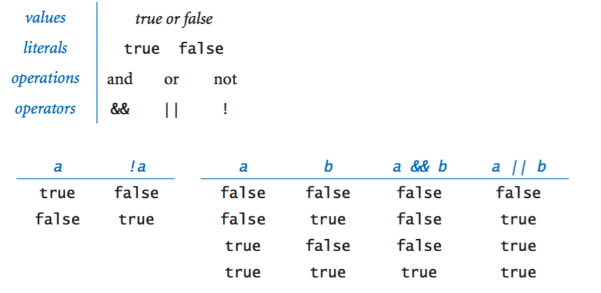 values true or false
literals true false
operations and or not
operators && || !
a !a a b a && b a || b
true false false false false false
false true false true false true
true false false true
true true true true